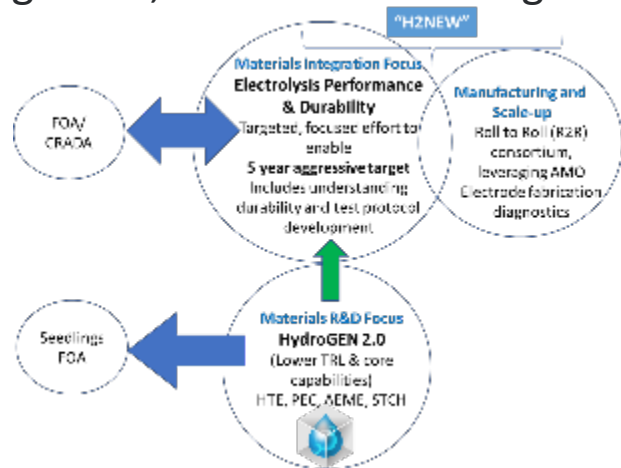 "H2NEW"
Materials Integration Focus
Electrolysis Performance
& Durability
Targeted, focused effort to
enable
5 year aggressive target
Includes understanding
durability and test protocol
development
Manufacturing and
Scale-up
Roll to Roll (R2R)
consortium,
leveraging AMO
Electrode fabrication
diagnostics
FOA/
CRADA
Materials R&D Focus
HydroGEN 2.0
(Lower TRL & core
capabilities)
HTE, PEC, AEME, STCH
Seedlings
FOA